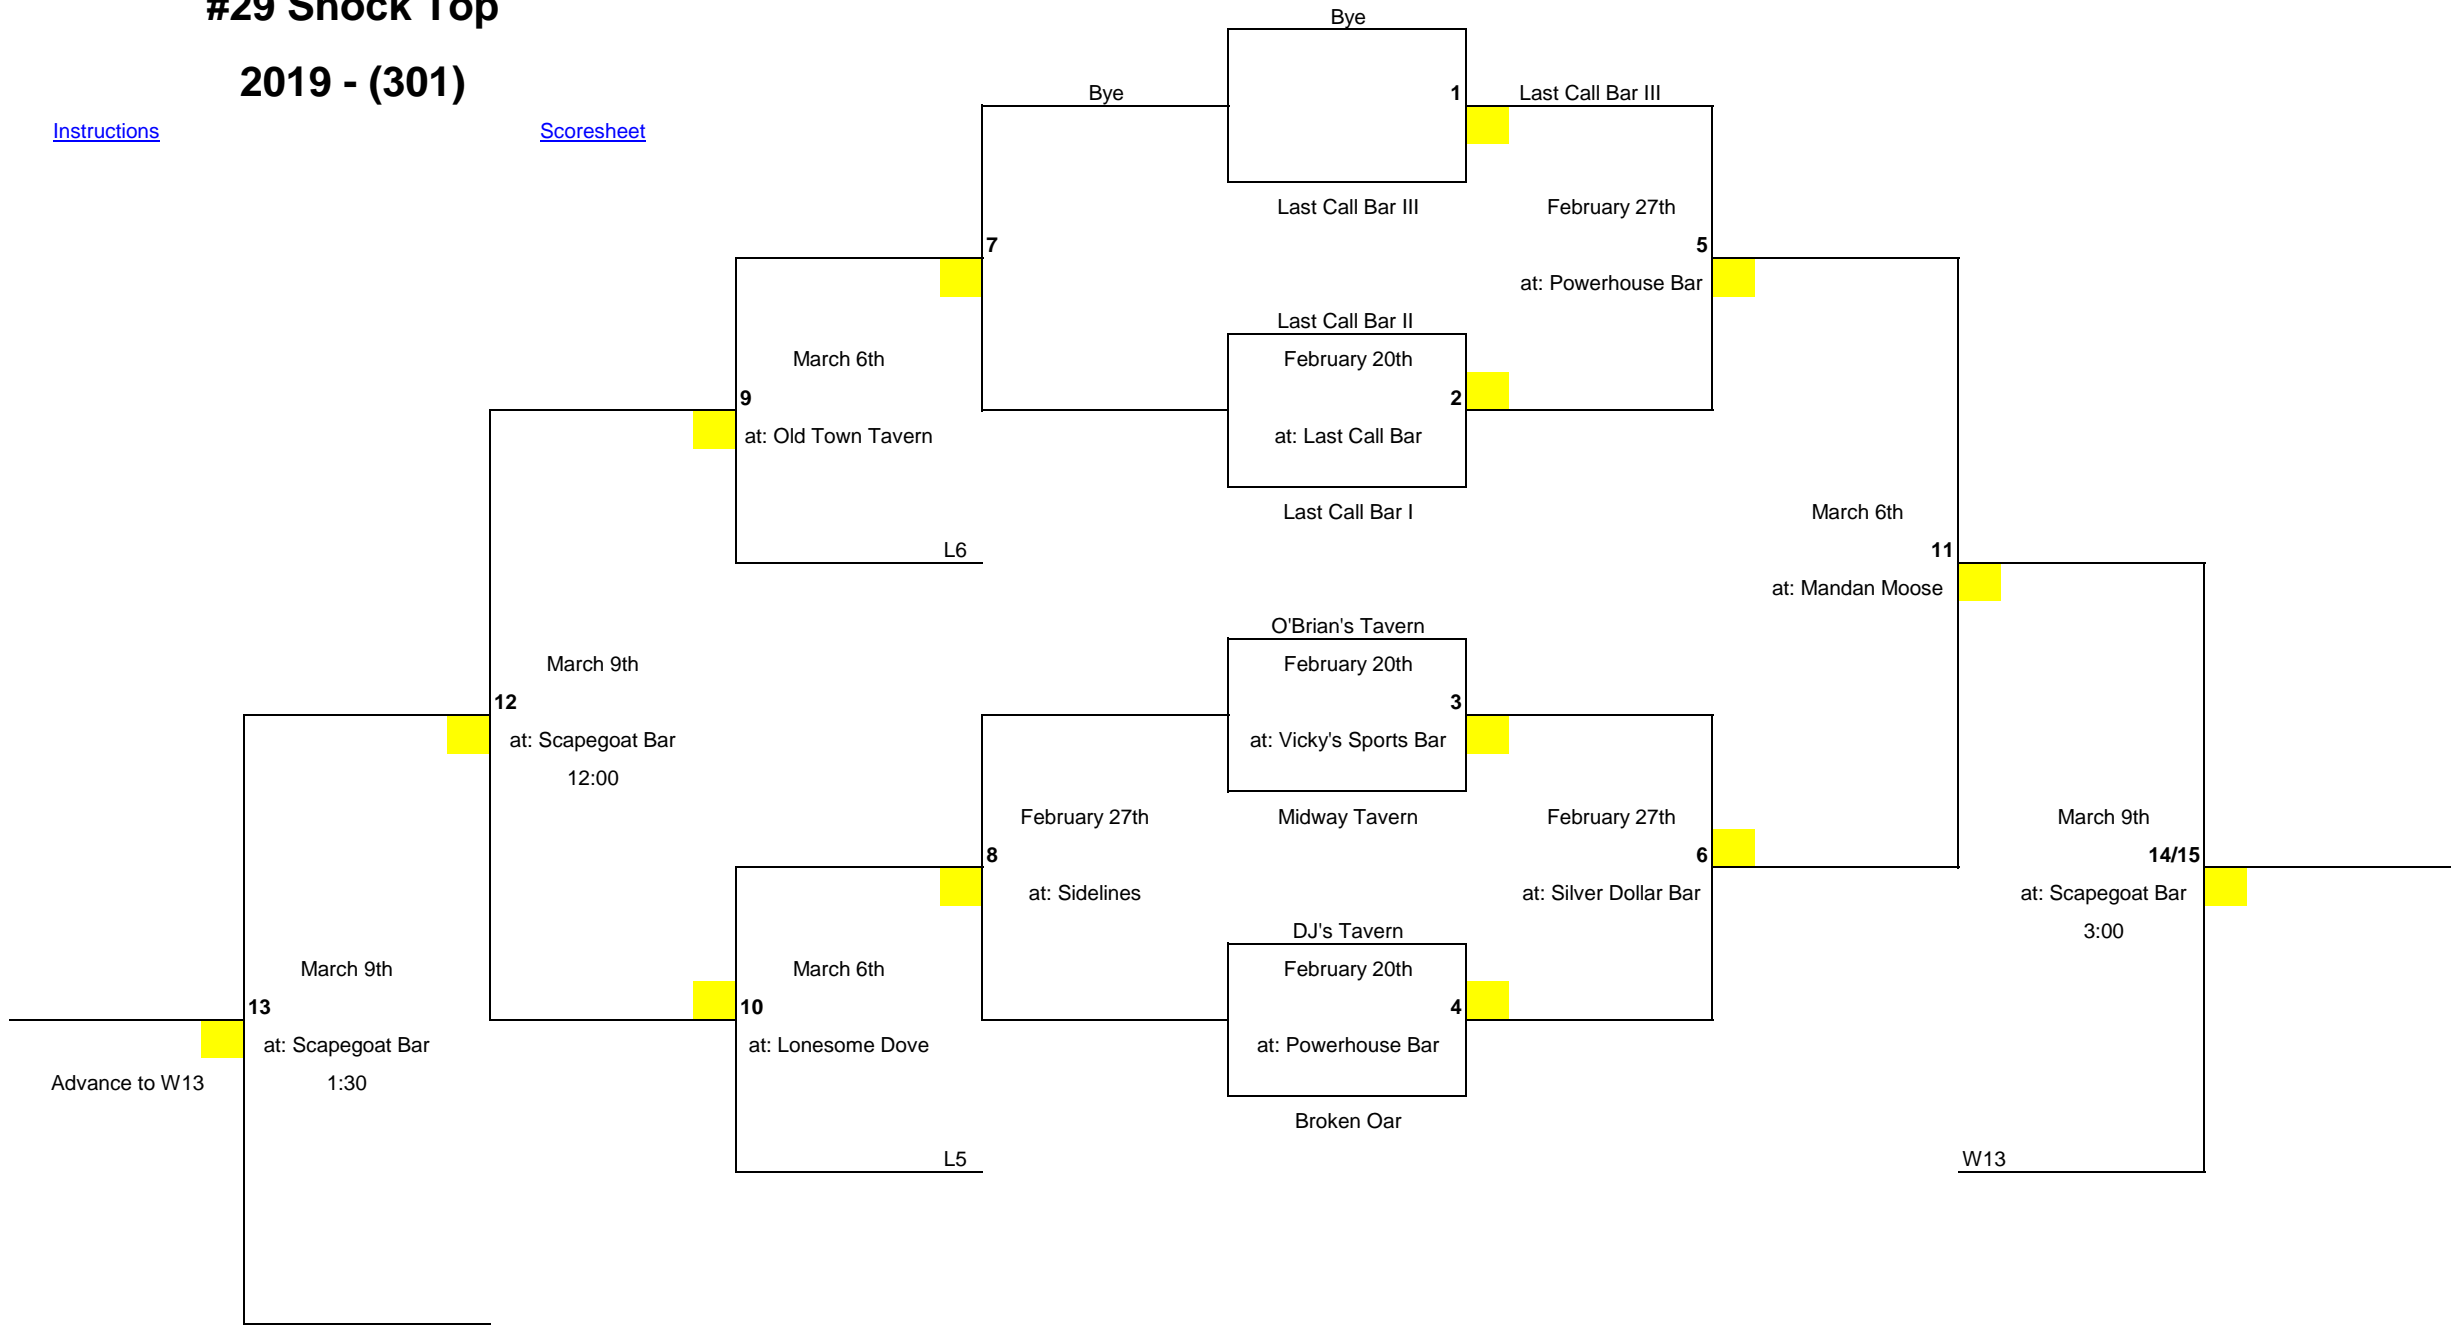 #29 Shock Top
2019 - (301)
Instructions
Scoresheet
Bye
Bye
1
Last Call Bar III
Last Call Bar III
February 27th
7
5
at: Powerhouse Bar
Last Call Bar II
March 6th
February 20th
9
2
at: Old Town Tavern
at: Last Call Bar
Last Call Bar I
March 6th
L6
11
at: Mandan Moose
O'Brian's Tavern
March 9th
February 20th
12
3
at: Scapegoat Bar
at: Vicky's Sports Bar
12:00
February 27th
Midway Tavern
February 27th
March 9th
8
6
14/15
at: Sidelines
at: Silver Dollar Bar
at: Scapegoat Bar
DJ's Tavern
3:00
March 9th
March 6th
February 20th
13
10
4
at: Scapegoat Bar
at: Lonesome Dove
at: Powerhouse Bar
Advance to W13
1:30
Broken Oar
L5
W13